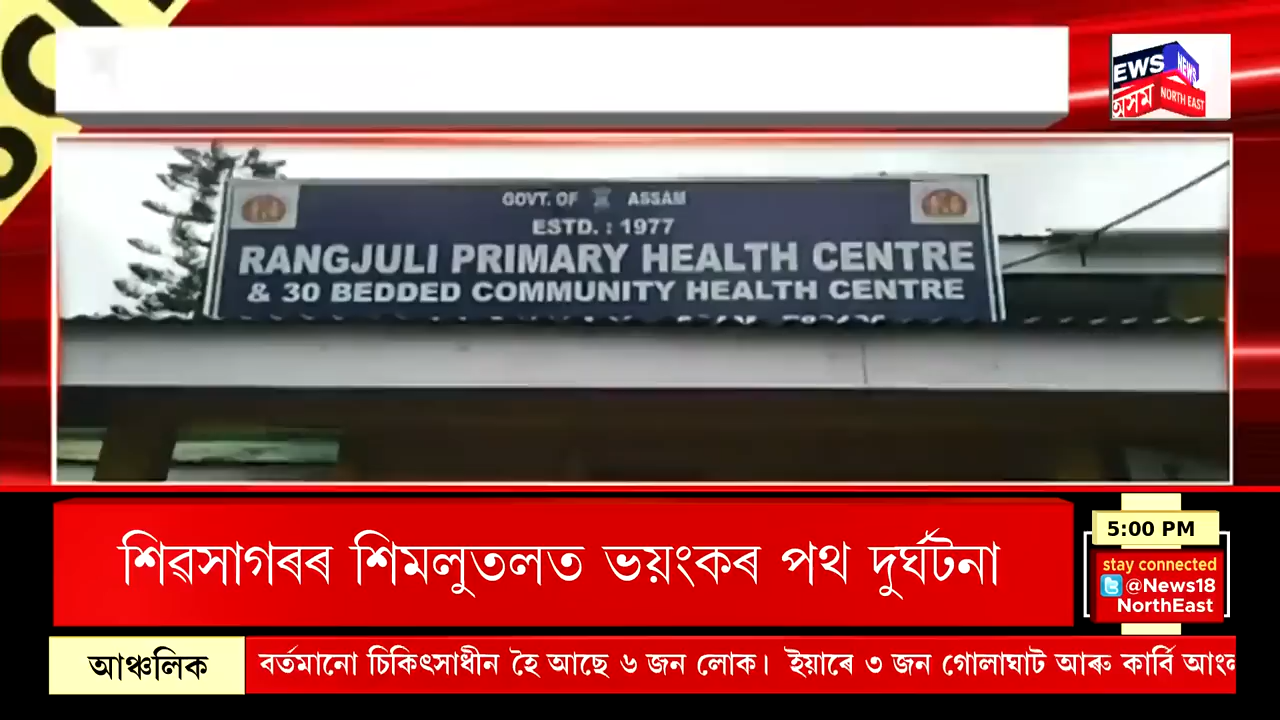 EWS
NEWS
অসম
NORTH EAST
GOVT. OF ASSAM
ESTD. : 1977
RANGJULI PRIMARY HEALTH CENTRE
& 30 BEDDED COMMUNITY HEALTH CENTRE
শিৱসাগৰৰ শিমলুতলত ভয়ংকৰ পথ দুৰ্ঘটনা
5:00 PM
stay connected
@News18
NorthEast
আঞ্চলিক
বৰ্তমানো চিকিৎসাধীন হৈ আছে ৬ জন লোক। ইয়াৰে ৩ জন গোলাঘাট আৰু কাৰ্বি